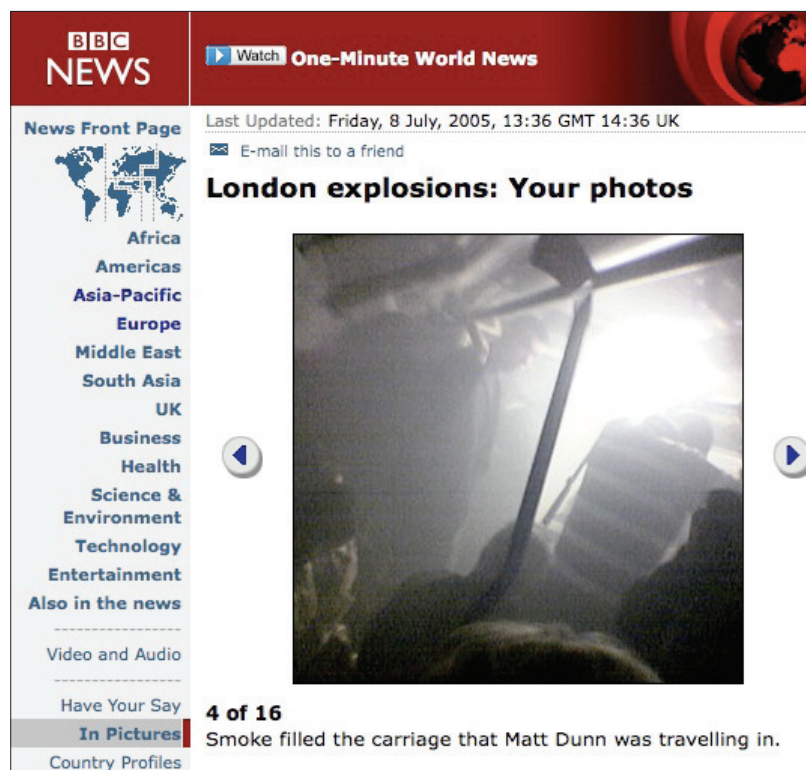 BBC
NEWS
Watch One-Minute World News
News Front Page
Africa
Americas
Asia-Pacific
Europe
Middle East
South Asia
UK
Business
Health
Science &
Environment
Technology
Entertainment
Also in the news
----------------
Video and Audio
----------------
Have Your Say
In Pictures
Country Profiles
Last Updated: Friday, 8 July, 2005, 13:36 GMT 14:36 UK
E-mail this to a friend
London explosions: Your photos
4 of 16
Smoke filled the carriage that Matt Dunn was travelling in.